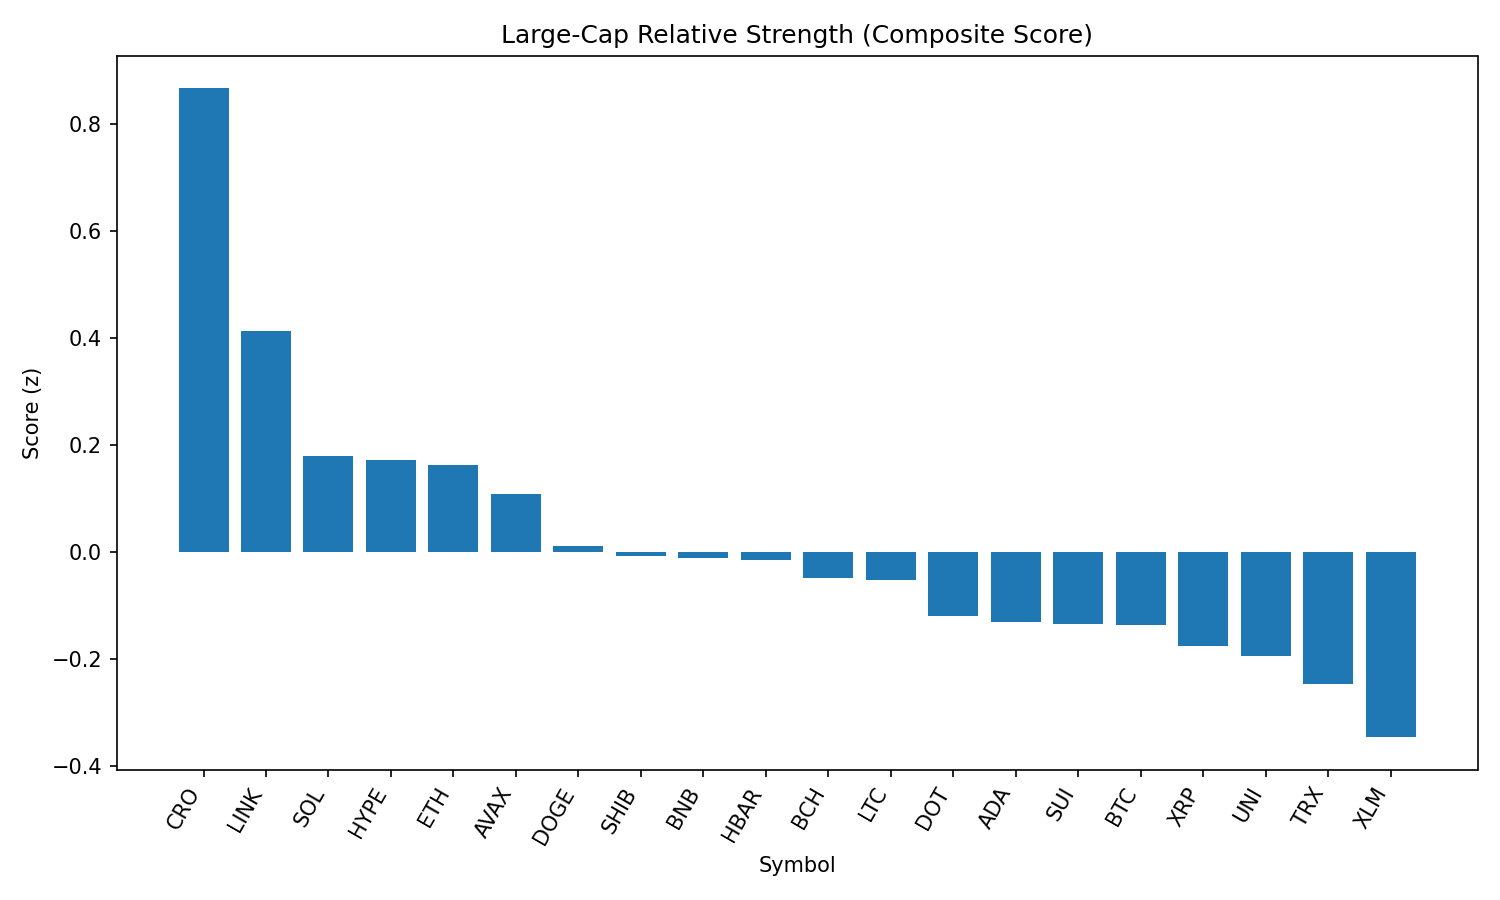 Large-Cap Relative Strength (Composite Score)
Score (z)
0.8
0.6
0.4
0.2
0.0
−0.2
−0.4
CRO
LINK
SOL
HYPE
ETH
AVAX
DOGE
SHIB
BNB
HBAR
BCH
LTC
DOT
ADA
SUI
BTC
XRP
UNI
TRX
XLM
Symbol